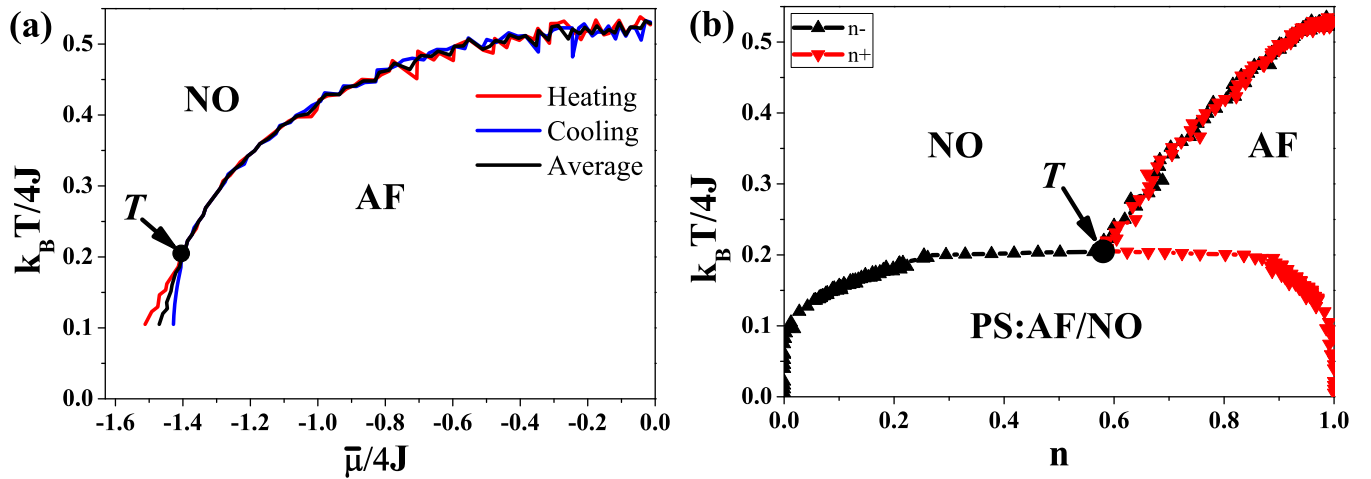 (a)
k_B T/4J
0.5
0.4
0.3
0.2
0.1
0.0
NO
Heating
Cooling
Average
AF
T
-1.6
-1.4
-1.2
-1.0
-0.8
-0.6
-0.4
-0.2
0.0
μ̄/4J
(b)
n-
n+
k_B T/4J
0.5
0.4
0.3
0.2
0.1
0.0
NO
AF
T
PS:AF/NO
0.0
0.2
0.4
0.6
0.8
1.0
n